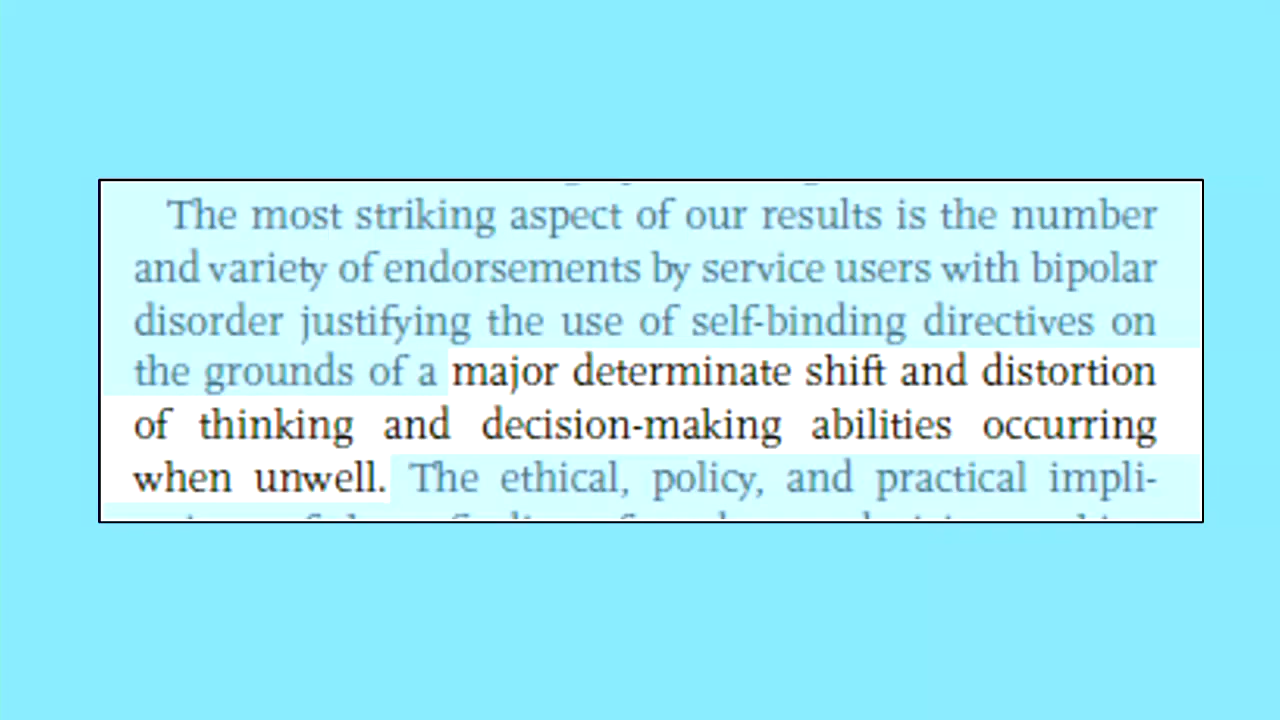 The most striking aspect of our results is the number
and variety of endorsements by service users with bipolar
disorder justifying the use of self-binding directives on
the grounds of a major determinate shift and distortion
of thinking and decision-making abilities occurring
when unwell. The ethical, policy, and practical impli-